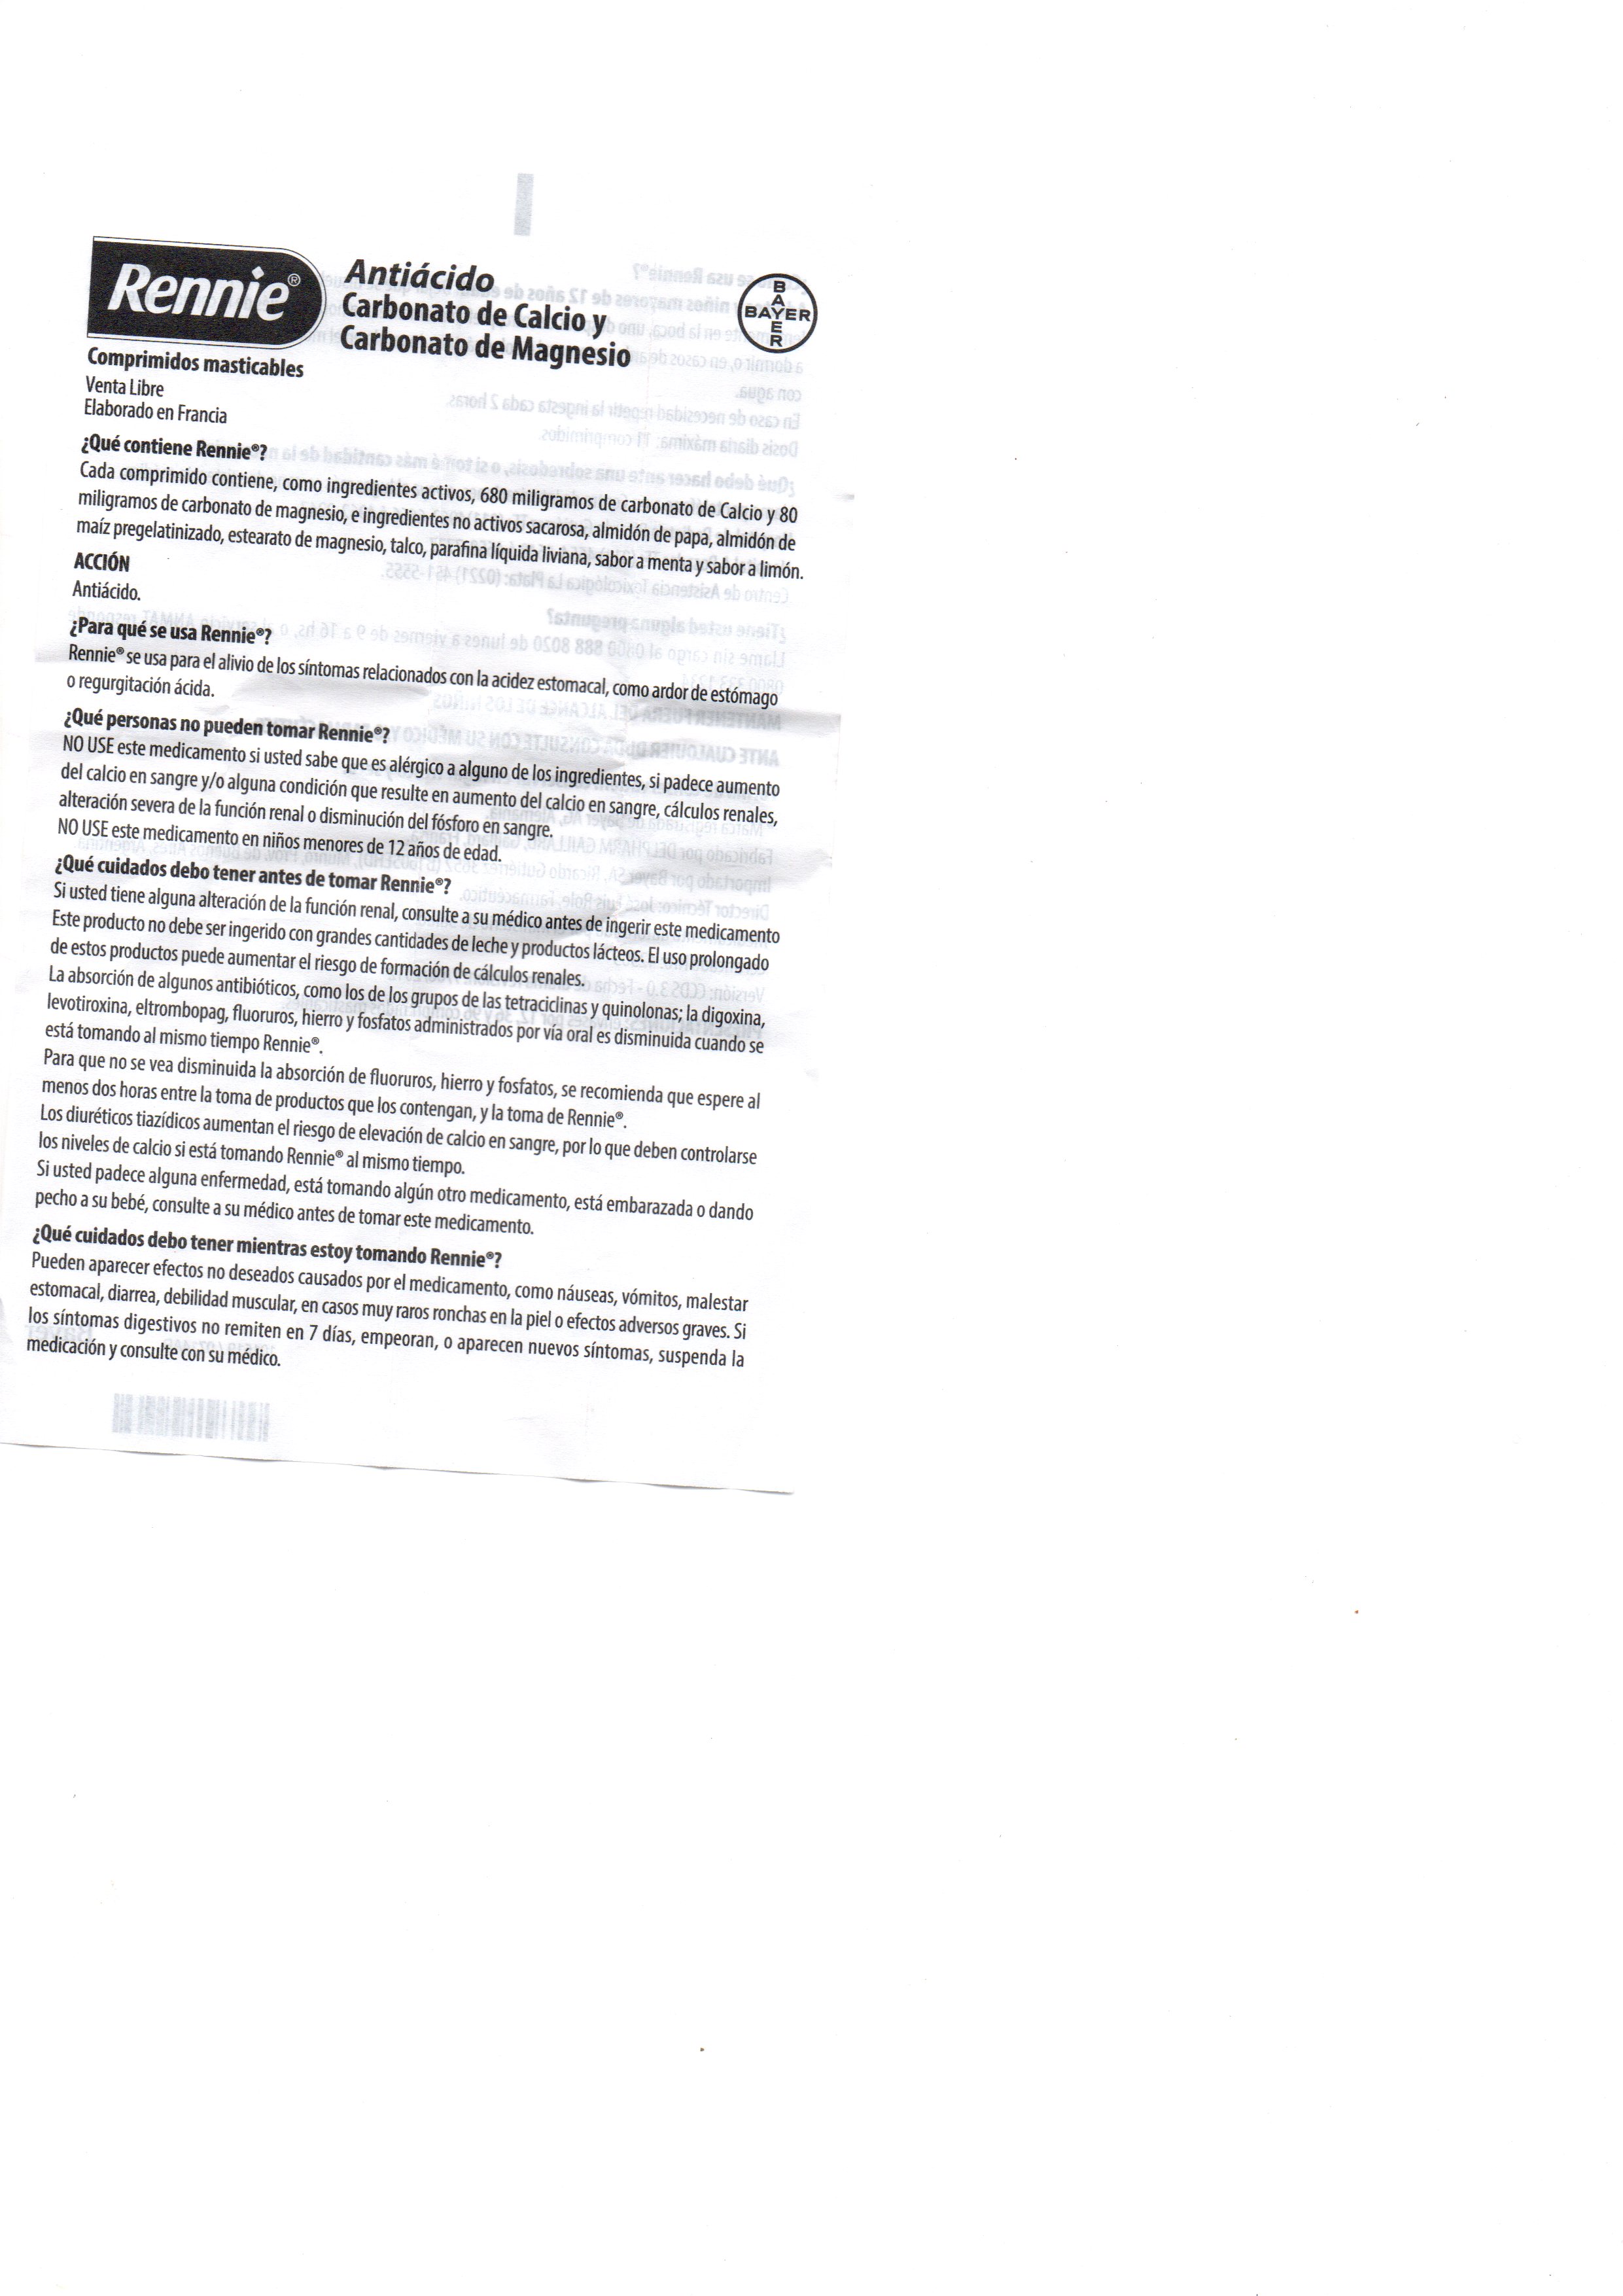 Rennie®
Antiácido
Carbonato de Calcio y
Carbonato de Magnesio
BAYER
BAYER
Comprimidos masticables
Venta Libre
Elaborado en Francia
¿Qué contiene Rennie®?
Cada comprimido contiene, como ingredientes activos, 680 miligramos de carbonato de Calcio y 80
miligramos de carbonato de magnesio, e ingredientes no activos sacarosa, almidón de papa, almidón de
maíz pregelatinizado, estearato de magnesio, talco, parafina líquida liviana, sabor a menta y sabor a limón.
ACCIÓN
Antiácido.
¿Para qué se usa Rennie®?
Rennie® se usa para el alivio de los síntomas relacionados con la acidez estomacal, como ardor de estómago
o regurgitación ácida.
¿Qué personas no pueden tomar Rennie®?
NO USE este medicamento si usted sabe que es alérgico a alguno de los ingredientes, si padece aumento
del calcio en sangre y/o alguna condición que resulte en aumento del calcio en sangre, cálculos renales,
alteración severa de la función renal o disminución del fósforo en sangre.
NO USE este medicamento en niños menores de 12 años de edad.
¿Qué cuidados debo tener antes de tomar Rennie®?
Si usted tiene alguna alteración de la función renal, consulte a su médico antes de ingerir este medicamento
Este producto no debe ser ingerido con grandes cantidades de leche y productos lácteos. El uso prolongado
de estos productos puede aumentar el riesgo de formación de cálculos renales.
La absorción de algunos antibióticos, como los de los grupos de las tetraciclinas y quinolonas; la digoxina,
levotiroxina, eltrombopag, fluoruros, hierro y fosfatos administrados por vía oral es disminuida cuando se
está tomando al mismo tiempo Rennie®.
Para que no se vea disminuida la absorción de fluoruros, hierro y fosfatos, se recomienda que espere al
menos dos horas entre la toma de productos que los contengan, y la toma de Rennie®.
Los diuréticos tiazídicos aumentan el riesgo de elevación de calcio en sangre, por lo que deben controlarse
los niveles de calcio si está tomando Rennie® al mismo tiempo.
Si usted padece alguna enfermedad, está tomando algún otro medicamento, está embarazada o dando
pecho a su bebé, consulte a su médico antes de tomar este medicamento.
¿Qué cuidados debo tener mientras estoy tomando Rennie®?
Pueden aparecer efectos no deseados causados por el medicamento, como náuseas, vómitos, malestar
estomacal, diarrea, debilidad muscular, en casos muy raros ronchas en la piel o efectos adversos graves. Si
los síntomas digestivos no remiten en 7 días, empeoran, o aparecen nuevos síntomas, suspenda la
medicación y consulte con su médico.